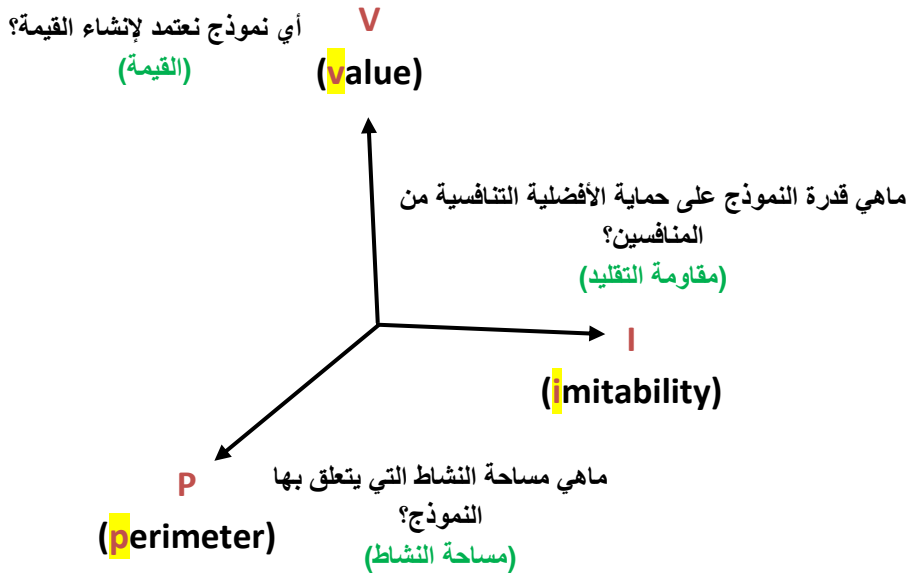 V
أي نموذج نعتمد لإنشاء القيمة؟
(value)
(القيمة)
ماهي قدرة النموذج على حماية الأفضلية التنافسية من
المنافسين؟
(مقاومة التقليد)
I
(imitability)
P
ماهي مساحة النشاط التي يتعلق بها
النموذج؟
(perimeter)
(مساحة النشاط)